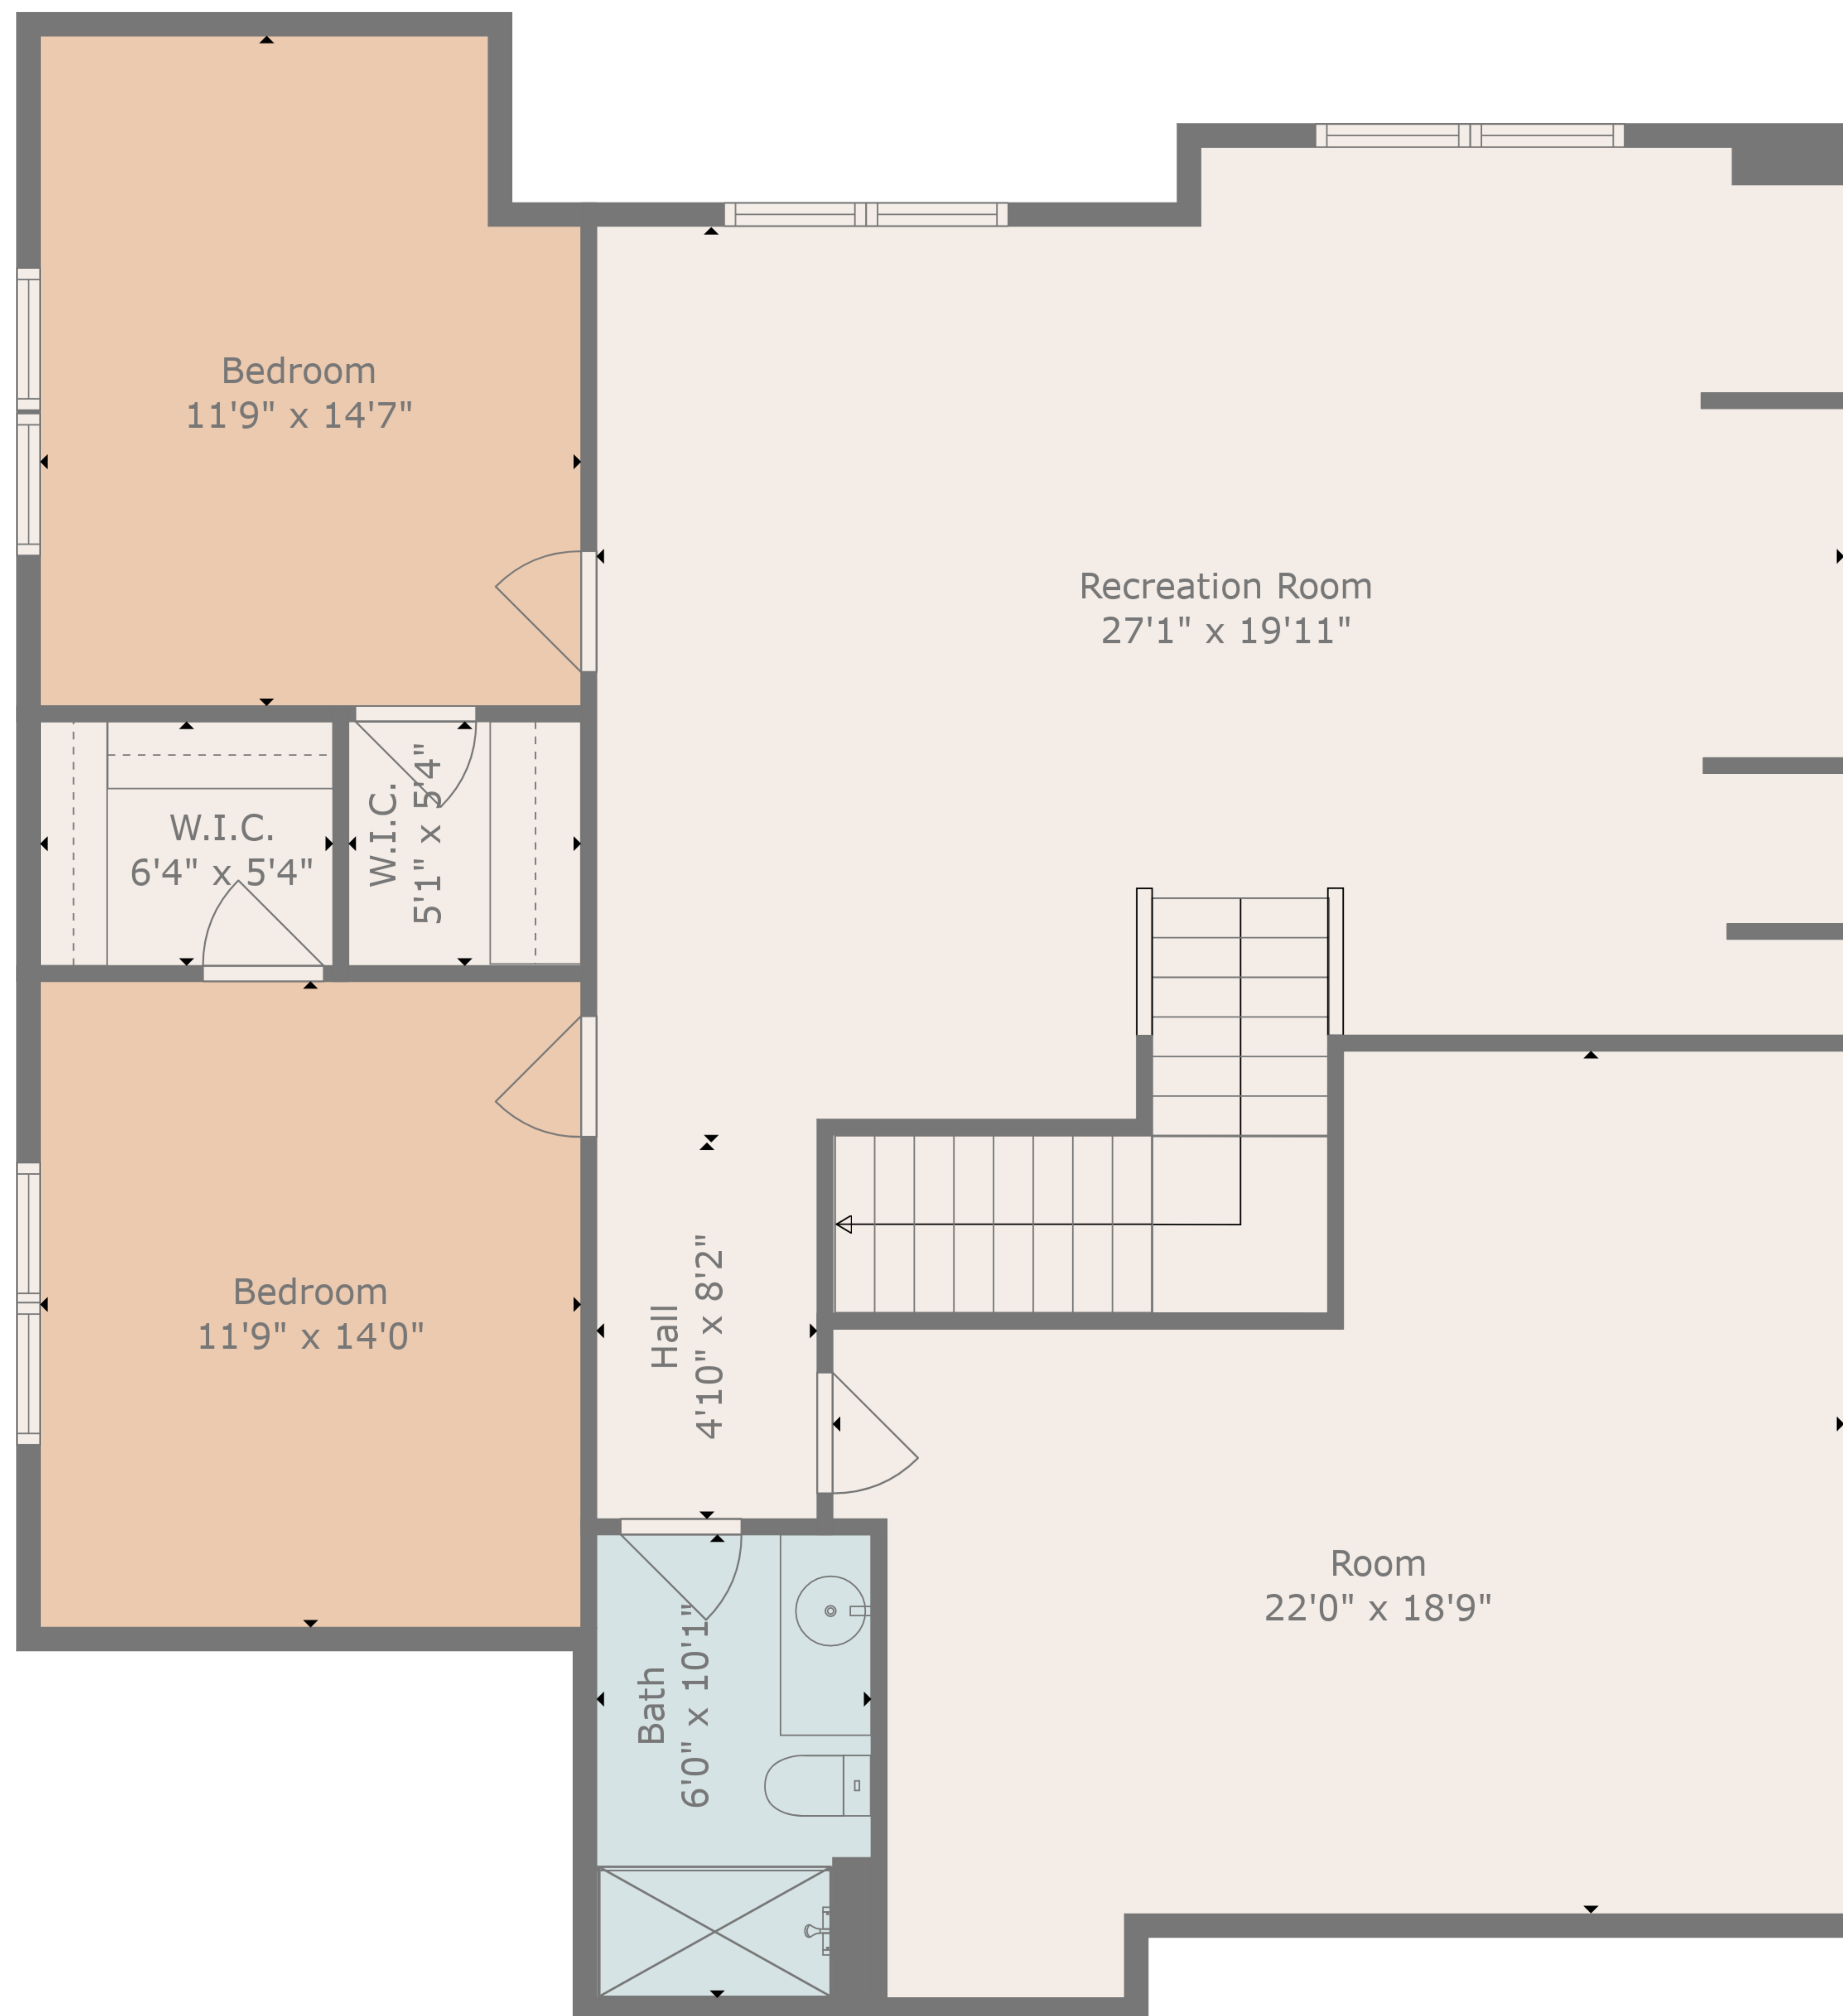 Bedroom
11'9" x 14'7"
Recreation Room
27'1" x 19'11"
W.I.C.
6'4" x 5'4"
W.I.C.
5'1" x 5'4"
Bedroom
11'9" x 14'0"
Hall
4'10" x 8'2"
Room
22'0" x 18'9"
Bath
6'0" x 10'1"